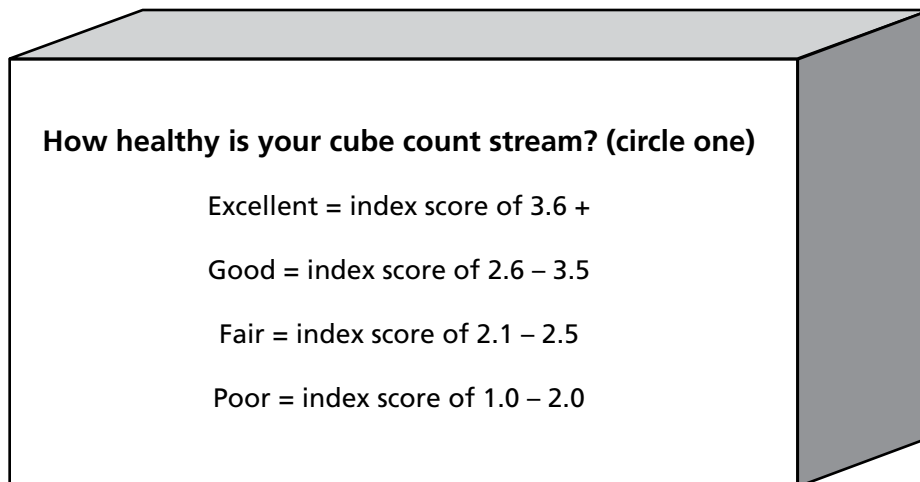 How healthy is your cube count stream? (circle one)
Excellent = index score of 3.6 +
Good = index score of 2.6 – 3.5
Fair = index score of 2.1 – 2.5
Poor = index score of 1.0 – 2.0